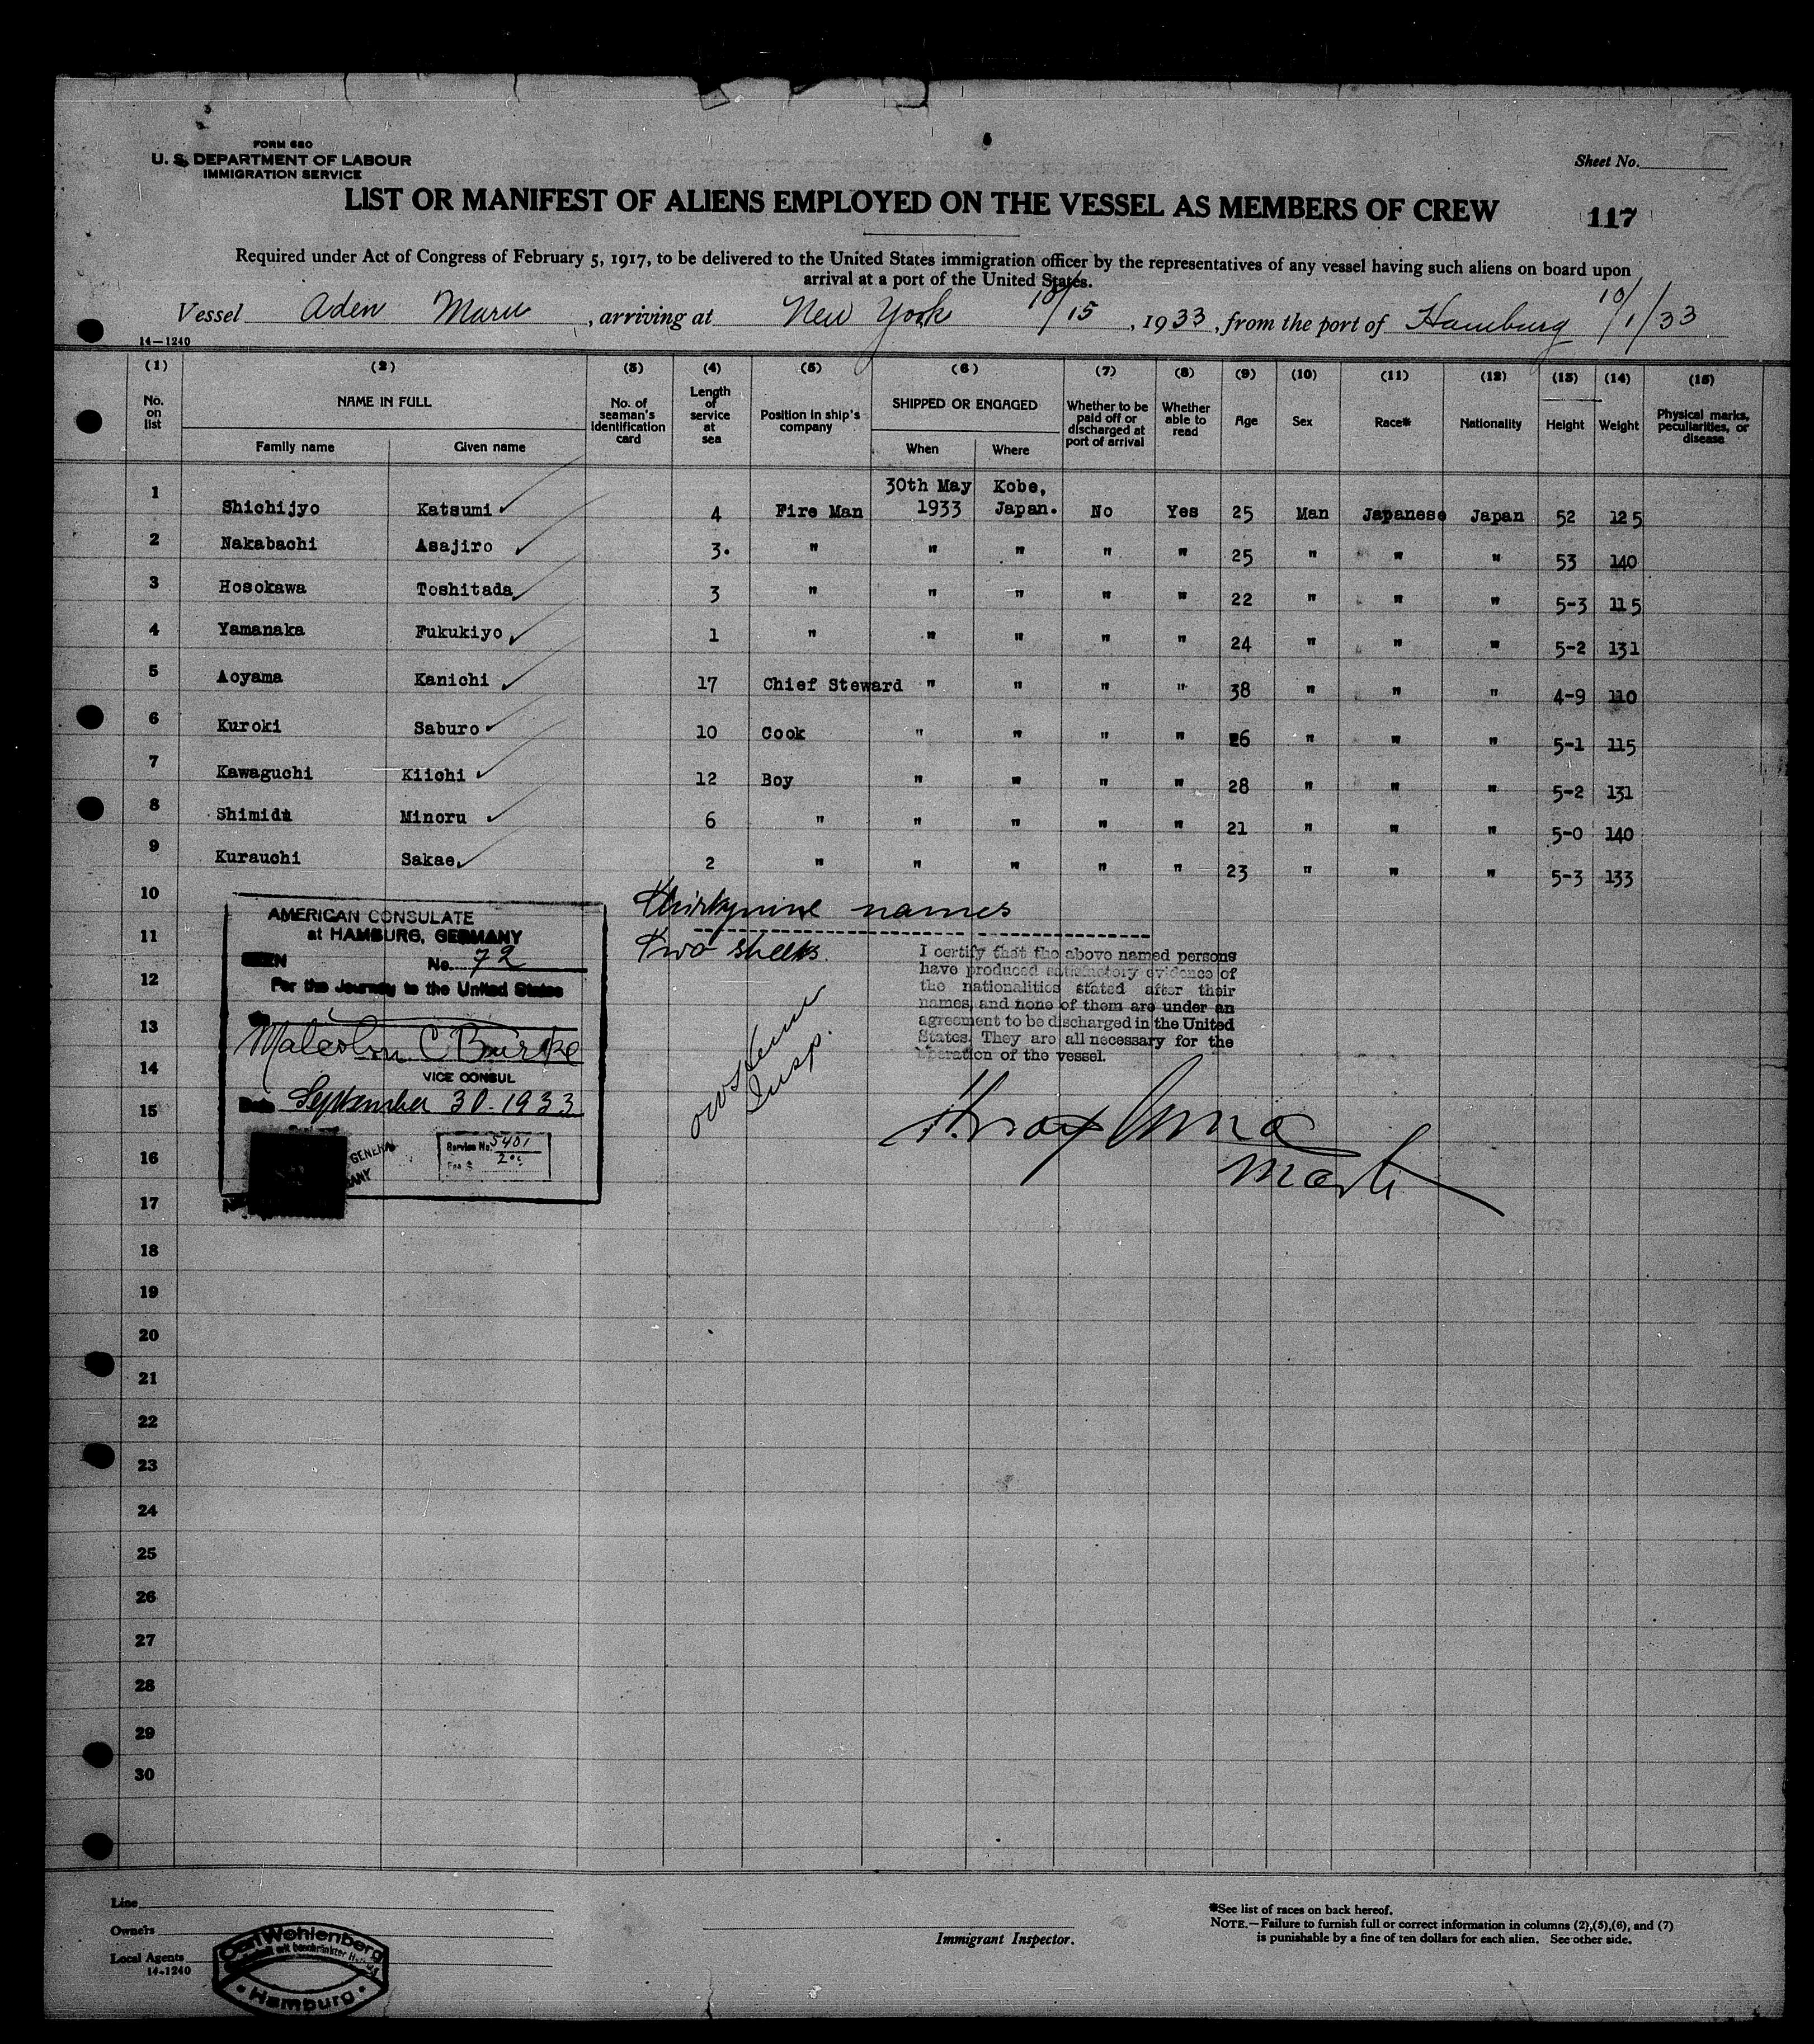 FORM 680
U. S. DEPARTMENT OF LABOUR
IMMIGRATION SERVICE
Sheet No.
LIST OR MANIFEST OF ALIENS EMPLOYED ON THE VESSEL AS MEMBERS OF CREW
117
Required under Act of Congress of February 5, 1917, to be delivered to the United States immigration officer by the representatives of any vessel having such aliens on board upon
arrival at a port of the United States.
Vessel Aden Maru, arriving at New York 10/15, 1933, from the port of Hamburg 10/1/33
14—1240
(1) (2) (3) (4) (5) (6) (7) (8) (9) (10) (11) (12) (13) (14) (15)
No. on list
NAME IN FULL
Family name
Given name
No. of seaman's identification card
Length of service at sea
Position in ship's company
SHIPPED OR ENGAGED
When
Where
Whether to be paid off or discharged at port of arrival
Whether able to read
Age
Sex
Race*
Nationality
Height
Weight
Physical marks, peculiarities, or disease
1 Shichijyo Katsumi 4 Fire Man 30th May 1933 Kobe, Japan. No Yes 25 Man Japanese Japan 52 125
2 Nakabachi Asajiro 3. " " " " " 25 " " " 53 140
3 Hosokawa Toshitada 3 " " " " " 22 " " " 5-3 115
4 Yamanaka Fukukiyo 1 " " " " " 24 " " " 5-2 131
5 Aoyama Kanichi 17 Chief Steward " " " " 38 " " " 4-9 110
6 Kuroki Saburo 10 Cook " " " " 26 " " " 5-1 115
7 Kawaguchi Kiichi 12 Boy " " " " 28 " " " 5-2 131
8 Shimidu Minoru 6 " " " " " 21 " " " 5-0 140
9 Kurauchi Sakae 2 " " " " " 23 " " " 5-3 133
10
11
12
13
14
15
16
17
18
19
20
21
22
23
24
25
26
27
28
29
30
AMERICAN CONSULATE
at HAMBURG, GERMANY
SEEN
No. 72
For the Journey to the United States
Malcolm C Burke
VICE CONSUL
Date September 30 - 1933
GENERAL
Service No. 5401
Fee $ 2.00
thirtynine names
two sheets
Insp.
I certify that the above named persons
have produced satisfactory evidence of
the nationalities stated after their
names, and none of them are under an
agreement to be discharged in the United
States. They are all necessary for the
operation of the vessel.
Line
Owners
Local Agents
14-1240
Carl Wohlenberg
Hamburg
Immigrant Inspector.
*See list of races on back hereof.
NOTE.—Failure to furnish full or correct information in columns (2),(5),(6), and (7)
is punishable by a fine of ten dollars for each alien. See other side.